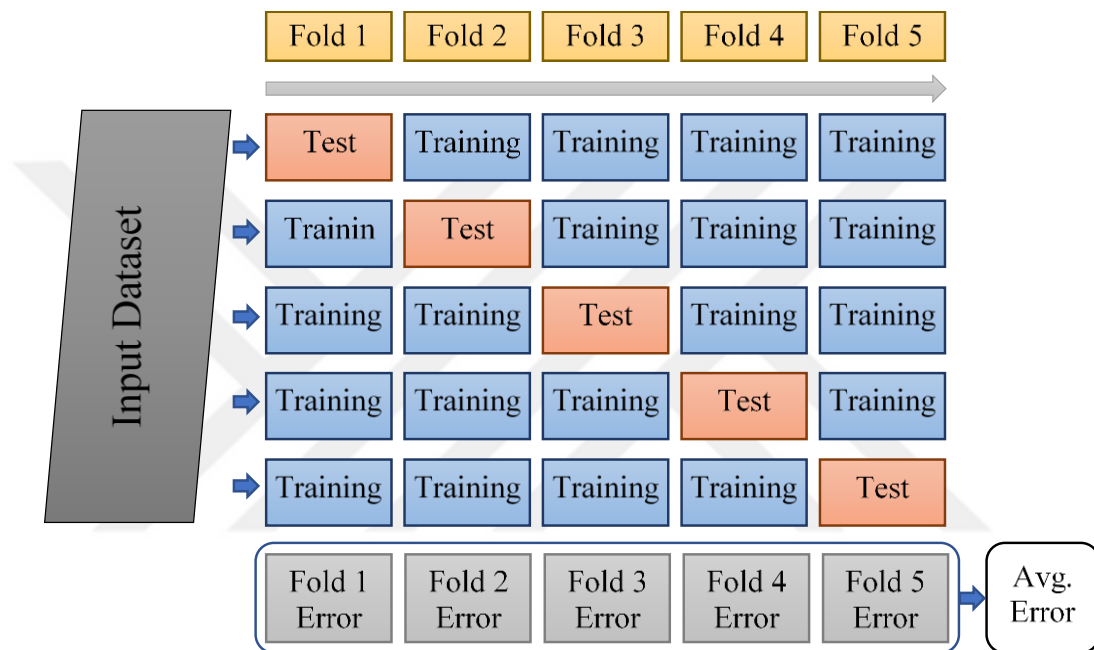 Fold 1 Fold 2 Fold 3 Fold 4 Fold 5
Input Dataset
Test Training Training Training Training
Trainin Test Training Training Training
Training Training Test Training Training
Training Training Training Test Training
Training Training Training Training Test
Fold 1 Fold 2 Fold 3 Fold 4 Fold 5 Avg.
Error Error Error Error Error Error